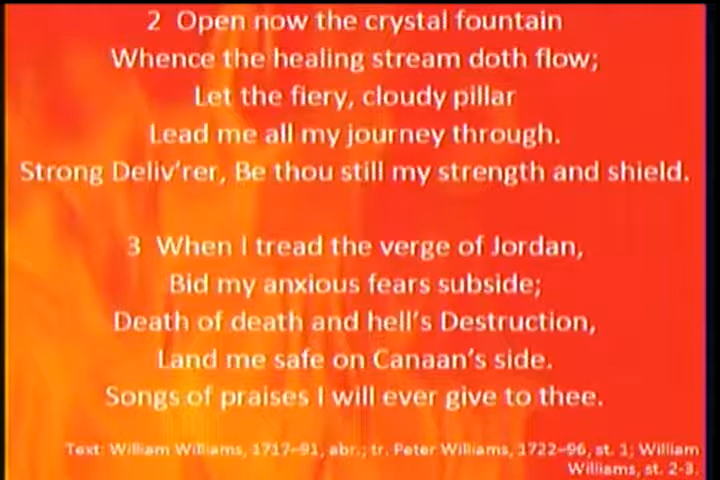 2 Open now the crystal fountain
Whence the healing stream doth flow;
Let the fiery, cloudy pillar
Lead me all my journey through.
Strong Deliv’rer, Be thou still my strength and shield.
3 When I tread the verge of Jordan,
Bid my anxious fears subside;
Death of death and hell’s Destruction,
Land me safe on Canaan’s side.
Songs of praises I will ever give to thee.
Text: William Williams, 1717–91, abr.; tr. Peter Williams, 1722–96, st. 1; William
Williams, st. 2-3.